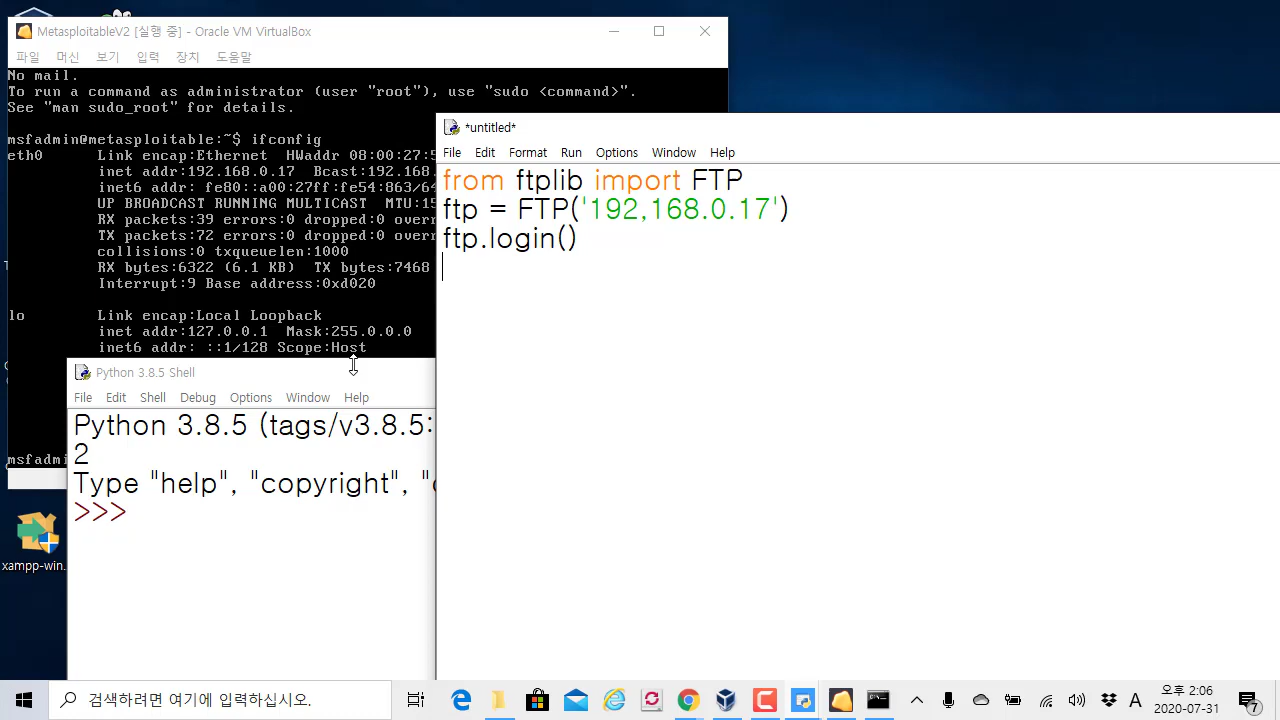 MetasploitableV2 [실행 중] - Oracle VM VirtualBox
파일 머신 보기 입력 장치 도움말
No mail.
To run a command as administrator (user "root"), use "sudo <command>".
See "man sudo_root" for details.
msfadmin@metasploitable:~$ ifconfig
eth0 Link encap:Ethernet HWaddr 08:00:27:5
inet addr:192.168.0.17 Bcast:192.168.
inet6 addr: fe80::a00:27ff:fe54:863/64
UP BROADCAST RUNNING MULTICAST MTU:15
RX packets:39 errors:0 dropped:0 overr
TX packets:72 errors:0 dropped:0 overr
collisions:0 txqueuelen:1000
RX bytes:6322 (6.1 KB) TX bytes:7468
Interrupt:9 Base address:0xd020
lo Link encap:Local Loopback
inet addr:127.0.0.1 Mask:255.0.0.0
inet6 addr: ::1/128 Scope:Host
msfadmi
*untitled*
File Edit Format Run Options Window Help
from ftplib import FTP
ftp = FTP('192,168.0.17')
ftp.login()
Python 3.8.5 Shell
File Edit Shell Debug Options Window Help
Python 3.8.5 (tags/v3.8.5:
2
Type "help", "copyright", "c
>>>
xampp-win...
검색하려면 여기에 입력하십시오.
A
오후 2:06
2020-07-31
7